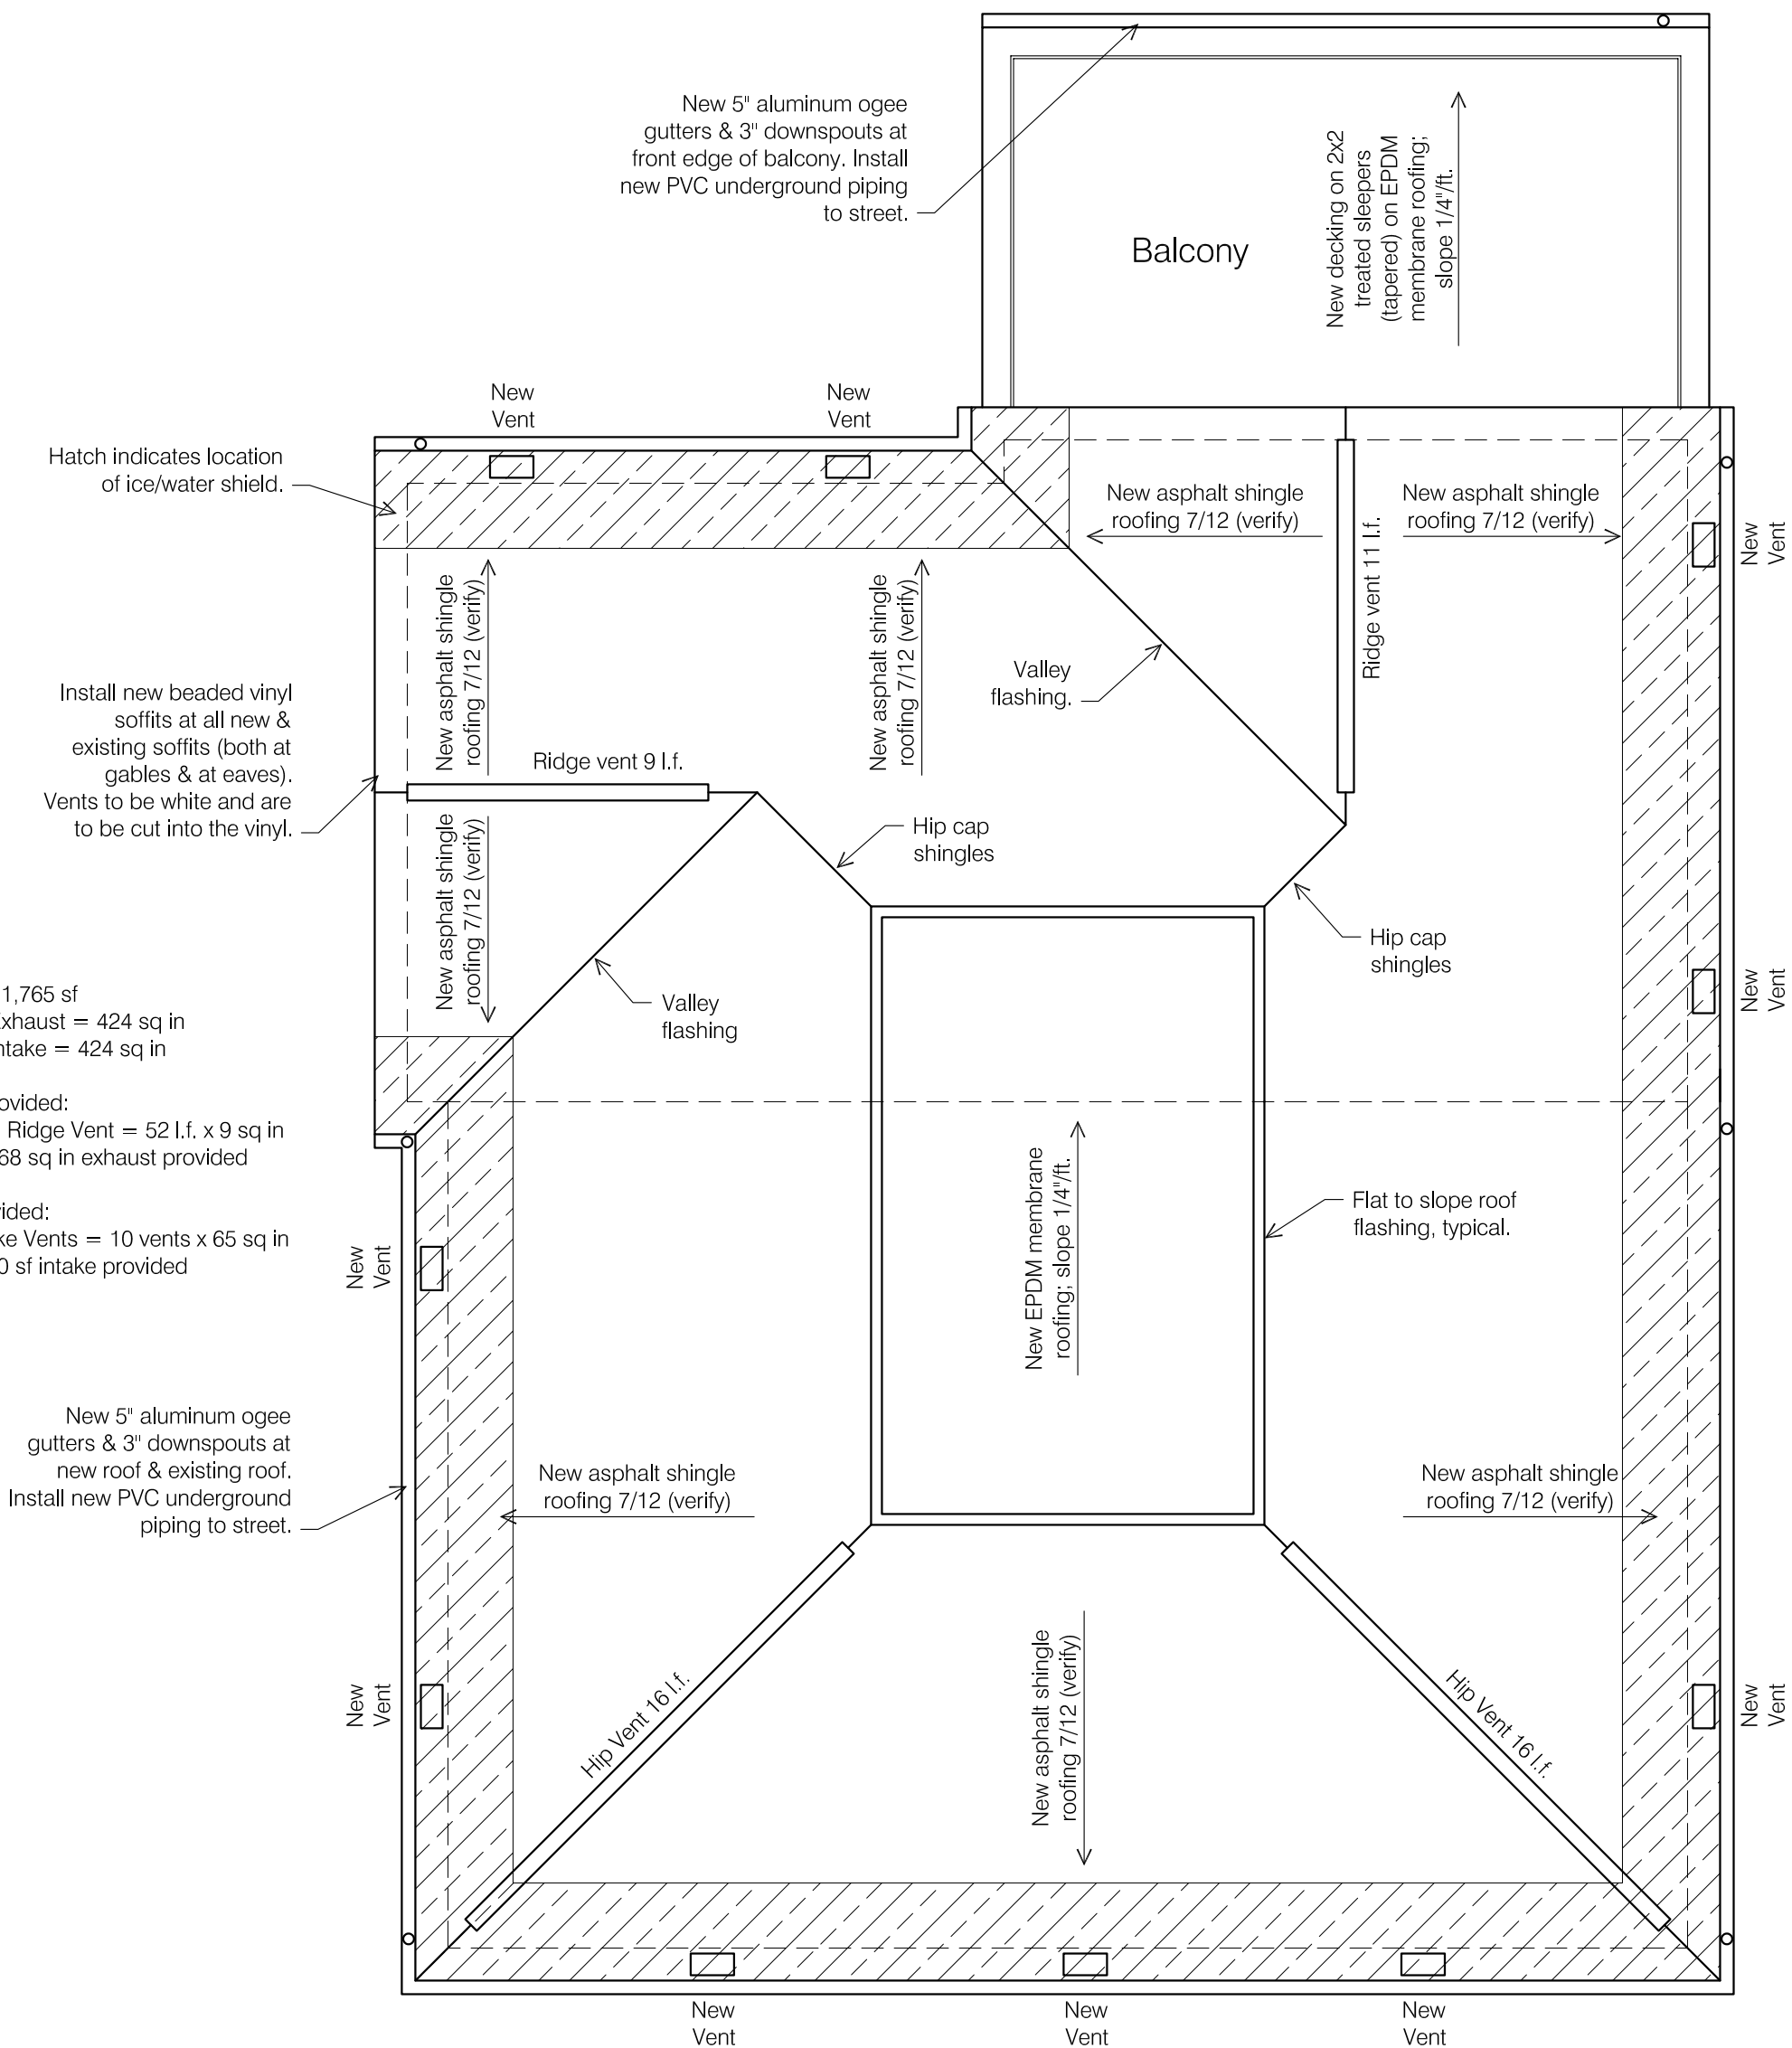 New 5" aluminum ogee
gutters & 3" downspouts at
front edge of balcony. Install
new PVC underground piping
to street.
Balcony
New decking on 2x2
treated sleepers
(tapered) on EPDM
membrane roofing;
slope 1/4"/ft.
New
Vent
New
Vent
Hatch indicates location
of ice/water shield.
New asphalt shingle
roofing 7/12 (verify)
New asphalt shingle
roofing 7/12 (verify)
New
Vent
Ridge vent 11 l.f.
New asphalt shingle
roofing 7/12 (verify)
New asphalt shingle
roofing 7/12 (verify)
Valley
flashing.
Install new beaded vinyl
soffits at all new &
existing soffits (both at
gables & at eaves).
Vents to be white and are
to be cut into the vinyl.
Ridge vent 9 l.f.
New asphalt shingle
roofing 7/12 (verify)
Hip cap
shingles
Hip cap
shingles
Valley
flashing
New
Vent
1,765 sf
xhaust = 424 sq in
ntake = 424 sq in
ovided:
Ridge Vent = 52 l.f. x 9 sq in
68 sq in exhaust provided
vided:
ke Vents = 10 vents x 65 sq in
0 sf intake provided
New EPDM membrane
roofing; slope 1/4"/ft.
Flat to slope roof
flashing, typical.
New
Vent
New 5" aluminum ogee
gutters & 3" downspouts at
new roof & existing roof.
Install new PVC underground
piping to street.
New asphalt shingle
roofing 7/12 (verify)
New asphalt shingle
roofing 7/12 (verify)
New
Vent
Hip Vent 16 l.f.
New asphalt shingle
roofing 7/12 (verify)
Hip Vent 16 l.f.
New
Vent
New
Vent
New
Vent
New
Vent